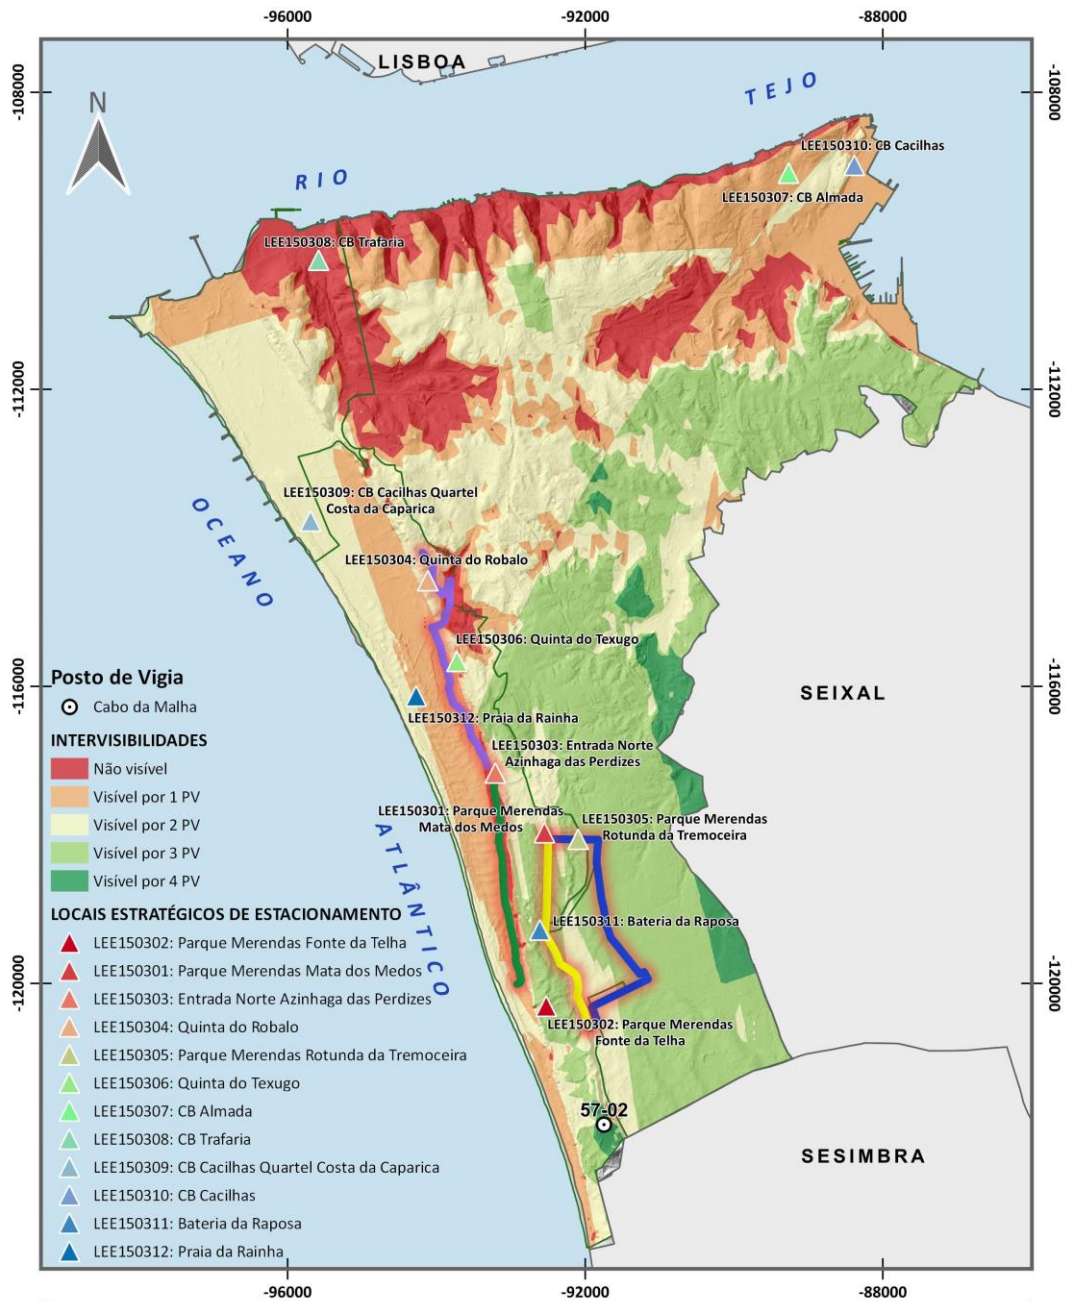 -96000
-92000
-88000
LISBOA
-108000
-108000
TEJO
N
LEE150310: CB Cacilhas
RIO
LEE150307: CB Almada
LEE150308: CB Trafaria
-112000
-112000
LEE150309: CB Cacilhas Quartel
Costa da Caparica
OCEANO
LEE150304: Quinta do Robalo
LEE150306: Quinta do Texugo
-116000
-116000
SEIXAL
LEE150312: Praia da Rainha
LEE150303: Entrada Norte
Azinhaga das Perdizes
LEE150301: Parque Merendas
Mata dos Medos
LEE150305: Parque Merendas
Rotunda da Tremoceira
ATLÂNTICO
LEE150311: Bateria da Raposa
-120000
-120000
LEE150302: Parque Merendas
Fonte da Telha
57-02
SESIMBRA
Posto de Vigia
Cabo da Malha
INTERVISIBILIDADES
Não visível
Visível por 1 PV
Visível por 2 PV
Visível por 3 PV
Visível por 4 PV
LOCAIS ESTRATÉGICOS DE ESTACIONAMENTO
LEE150302: Parque Merendas Fonte da Telha
LEE150301: Parque Merendas Mata dos Medos
LEE150303: Entrada Norte Azinhaga das Perdizes
LEE150304: Quinta do Robalo
LEE150305: Parque Merendas Rotunda da Tremoceira
LEE150306: Quinta do Texugo
LEE150307: CB Almada
LEE150308: CB Trafaria
LEE150309: CB Cacilhas Quartel Costa da Caparica
LEE150310: CB Cacilhas
LEE150311: Bateria da Raposa
LEE150312: Praia da Rainha
-96000
-92000
-88000